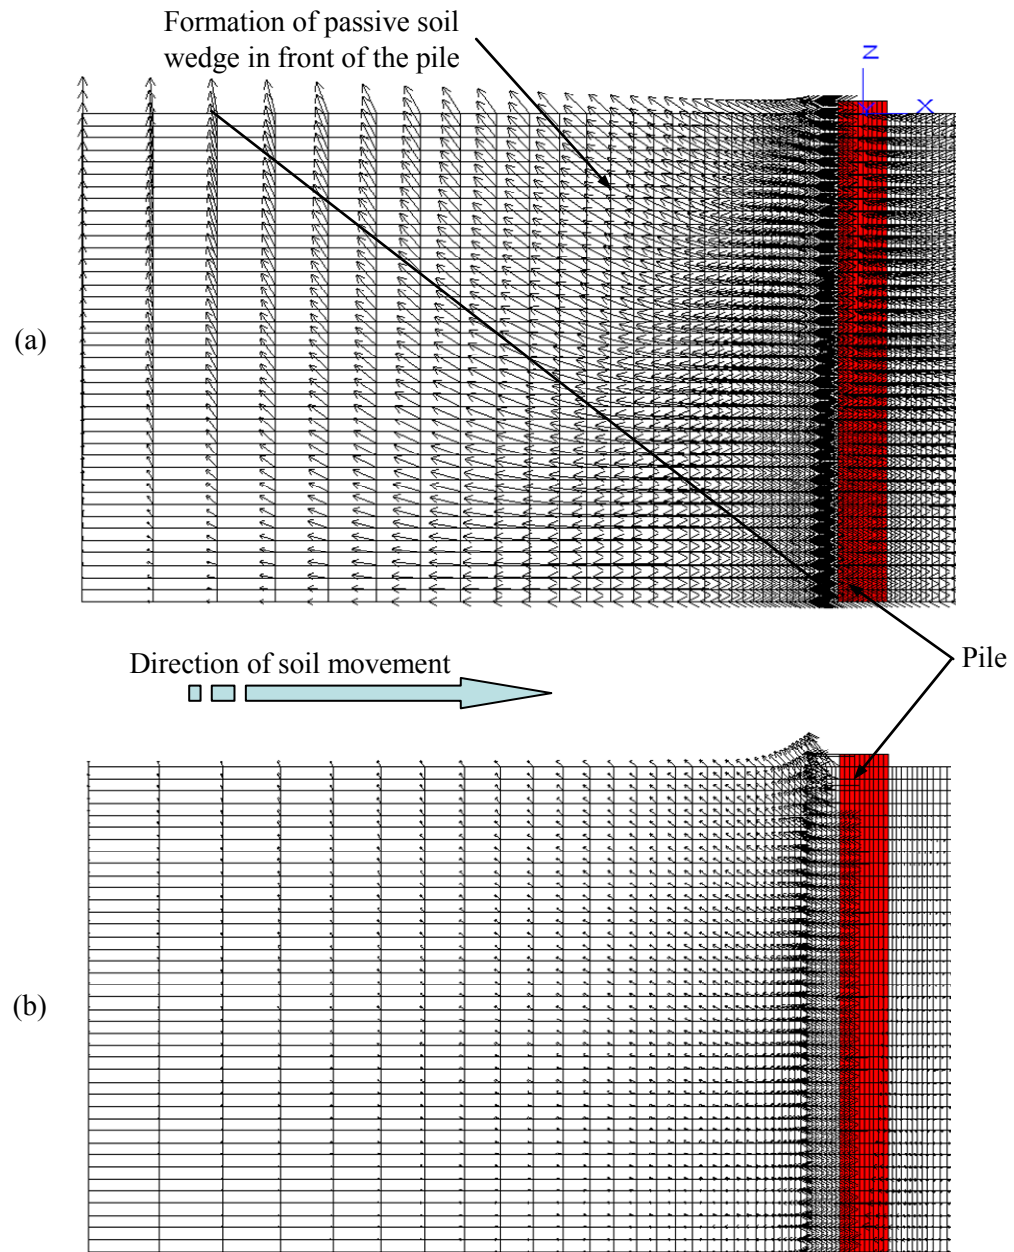 Formation of passive soil
wedge in front of the pile
Z
Y X
(a)
Direction of soil movement
Pile
(b)